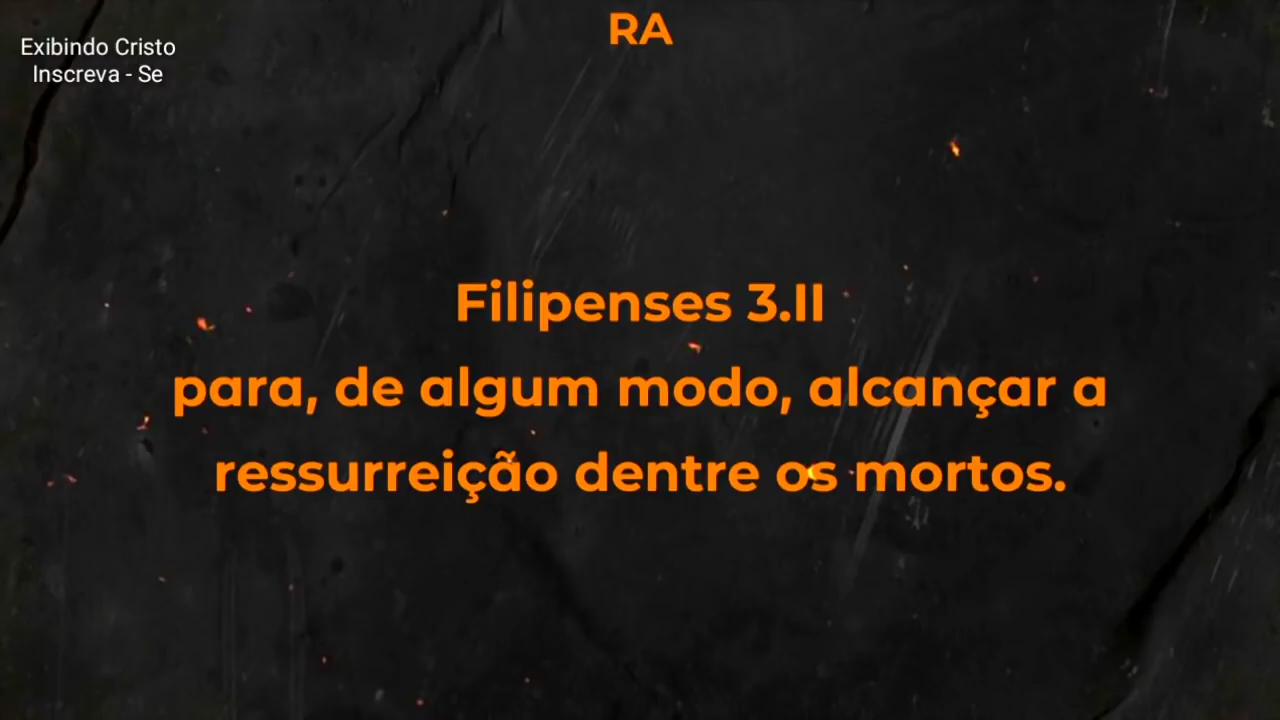 RA
Exibindo Cristo
Inscreva - Se
Filipenses 3.II
para, de algum modo, alcançar a
ressurreição dentre os mortos.